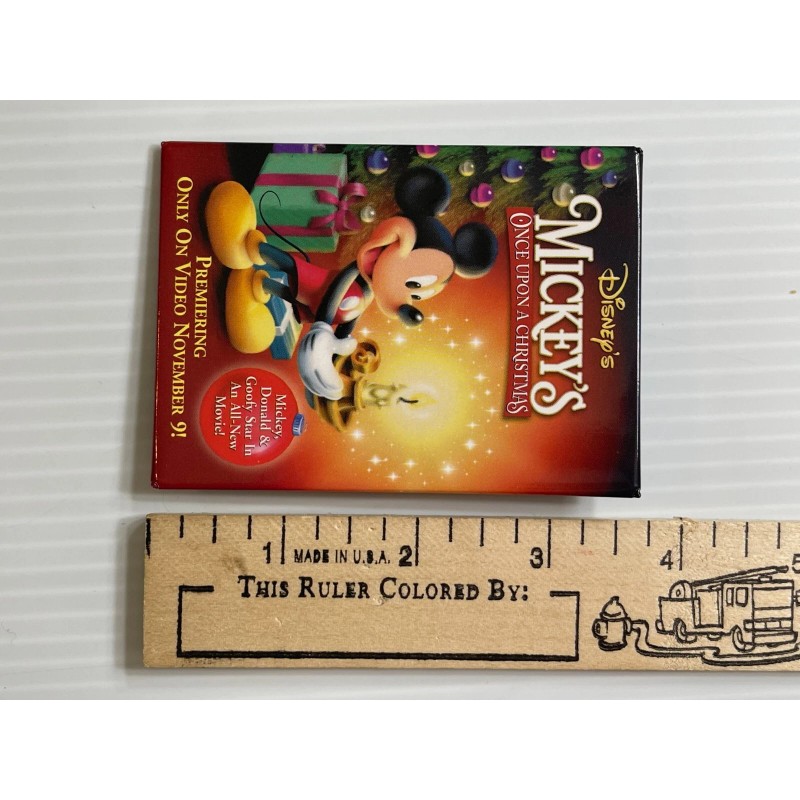 Disney's
MICKEY'S
ONCE UPON A CHRISTMAS
Mickey,
Donald &
Goofy Star In
An All-New
Movie!
PREMIERING
ONLY ON VIDEO NOVEMBER 9!
1 MADE IN U.S.A. 2 3 4 5
THIS RULER COLORED BY: